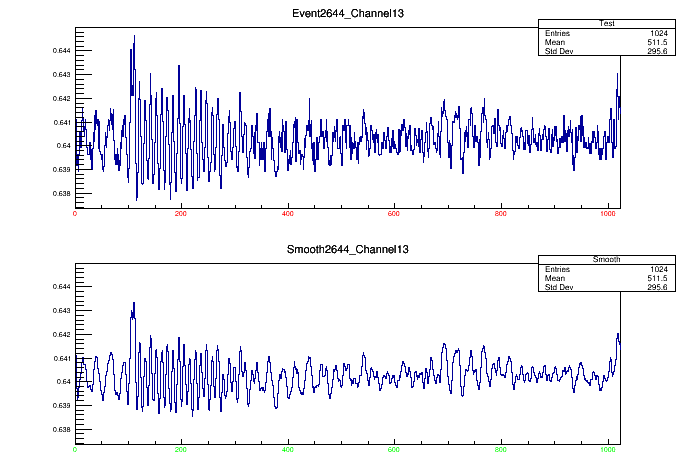 Event2644_Channel13
Test
Entries 1024
Mean 511.5
Std Dev 295.6
0.644
0.643
0.642
0.641
0.64
0.639
0.638
0 200 400 600 800 1000
Smooth2644_Channel13
Smooth
Entries 1024
Mean 511.5
Std Dev 295.6
0.644
0.643
0.642
0.641
0.64
0.639
0.638
0 200 400 600 800 1000